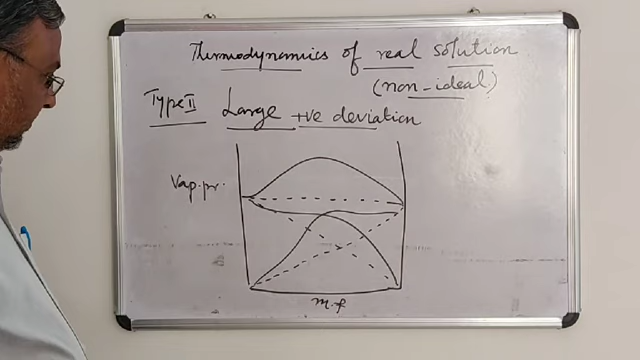 Thermodynamics of real solution
(non-ideal)
Type II Large +ve deviation
Vap. pr.
m.f